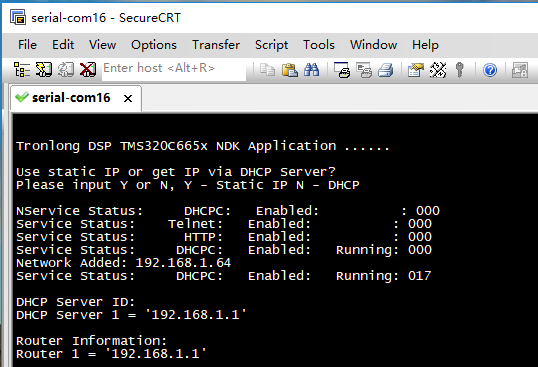 serial-com16 - SecureCRT
File Edit View Options Transfer Script Tools Window Help
Enter host <Alt+R>
serial-com16
Tronlong DSP TMS320C665x NDK Application ......
Use static IP or get IP via DHCP Server?
Please input Y or N, Y - Static IP N - DHCP
NService Status: DHCPC: Enabled: : 000
Service Status: Telnet: Enabled: : 000
Service Status: HTTP: Enabled: : 000
Service Status: DHCPC: Enabled: Running: 000
Network Added: 192.168.1.64
Service Status: DHCPC: Enabled: Running: 017
DHCP Server ID:
DHCP Server 1 = '192.168.1.1'
Router Information:
Router 1 = '192.168.1.1'